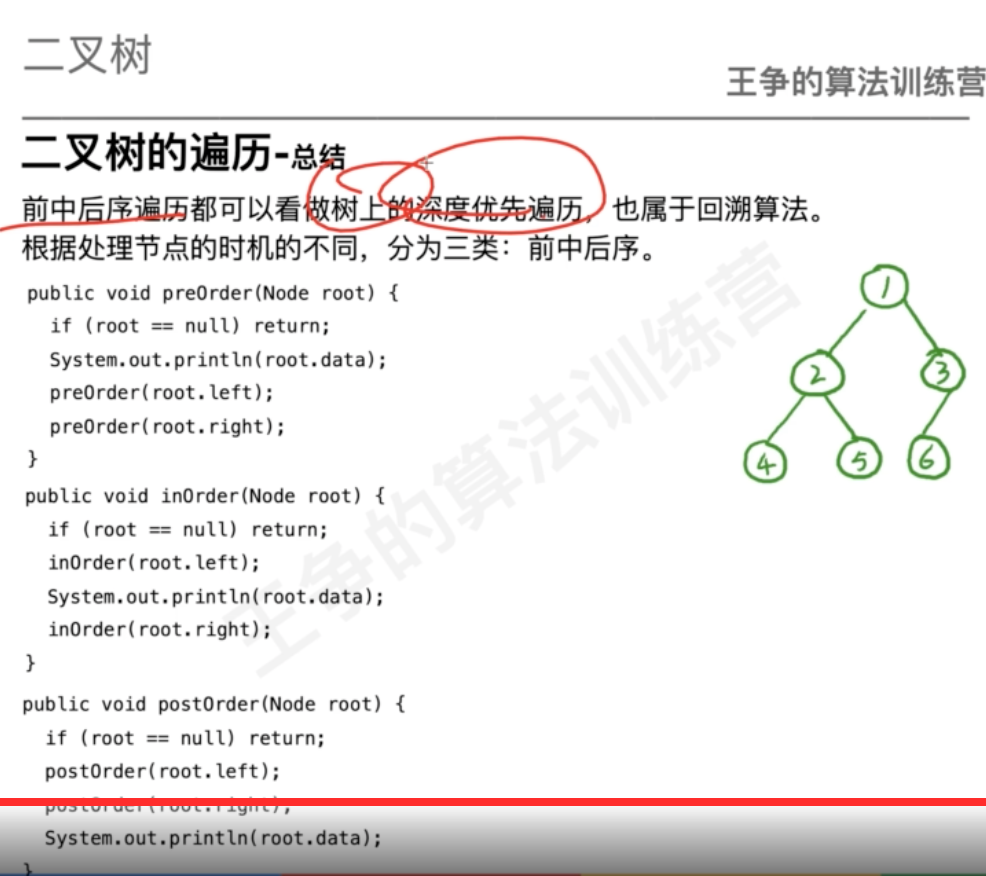 二叉树
王争的算法训练营
二叉树的遍历-总结
前中后序遍历都可以看做树上的深度优先遍历，也属于回溯算法。
根据处理节点的时机的不同，分为三类：前中后序。
public void preOrder(Node root) {
if (root == null) return;
System.out.println(root.data);
preOrder(root.left);
preOrder(root.right);
}
public void inOrder(Node root) {
if (root == null) return;
inOrder(root.left);
System.out.println(root.data);
inOrder(root.right);
}
public void postOrder(Node root) {
if (root == null) return;
postOrder(root.left);
postOrder(root.right);
System.out.println(root.data);
}
1
2 3
4 5 6
王争的算法训练营